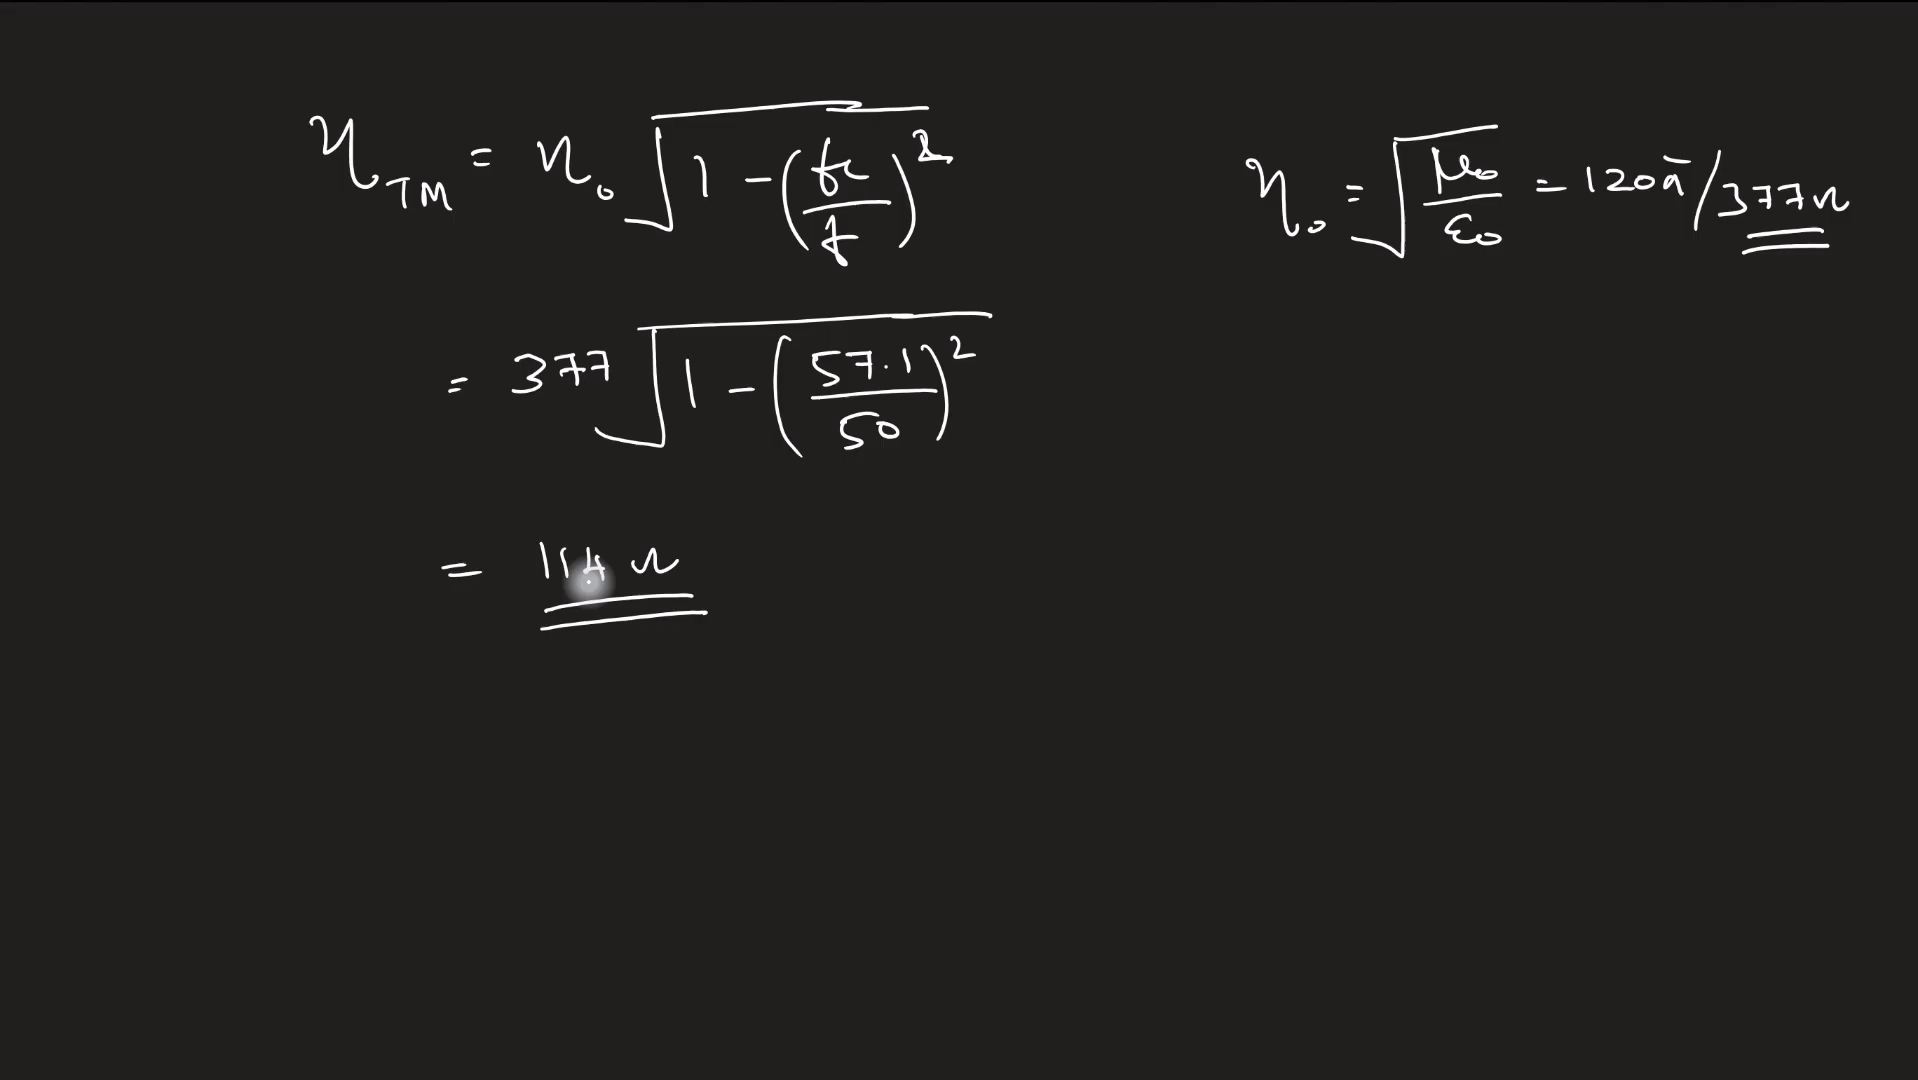 η_TM = η₀ √(1 - (fc/f)²)
η₀ = √(μ₀/ε₀) = 120π / 377Ω
= 377 √(1 - (57.1/50)²)
= 114 Ω